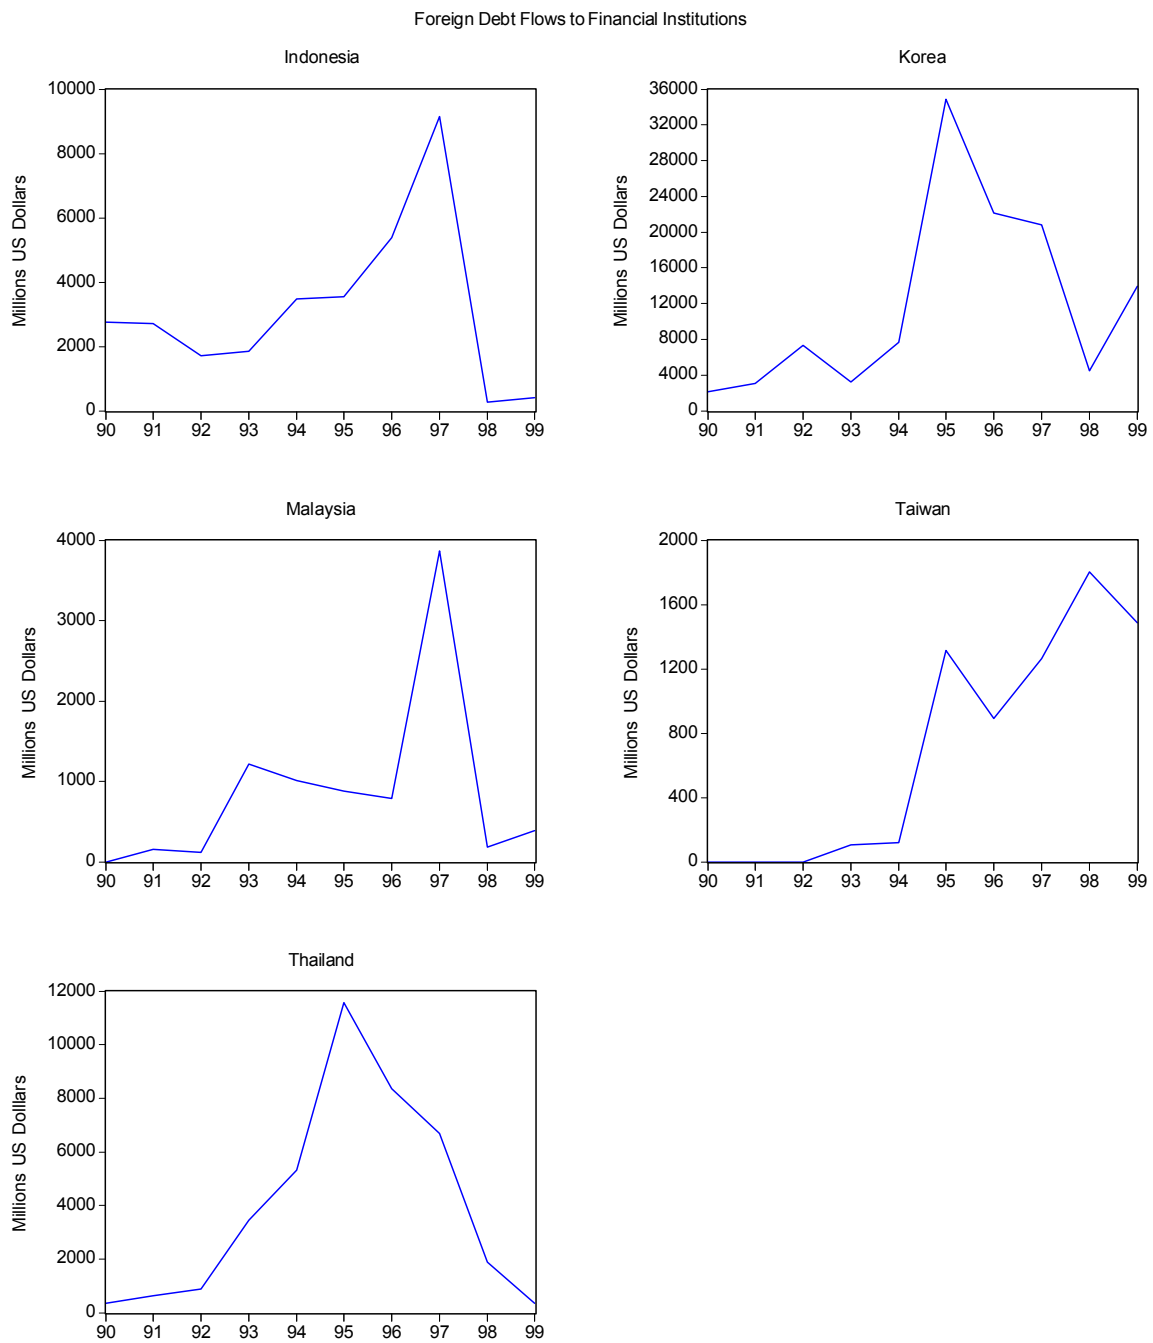 Foreign Debt Flows to Financial Institutions
Indonesia
Millions US Dollars
10000
8000
6000
4000
2000
0
90 91 92 93 94 95 96 97 98 99
Korea
Millions US Dollars
36000
32000
28000
24000
20000
16000
12000
8000
4000
0
90 91 92 93 94 95 96 97 98 99
Malaysia
Millions US Dollars
4000
3000
2000
1000
0
90 91 92 93 94 95 96 97 98 99
Taiwan
Millions US Dollars
2000
1600
1200
800
400
0
90 91 92 93 94 95 96 97 98 99
Thailand
Millions US Dolllars
12000
10000
8000
6000
4000
2000
0
90 91 92 93 94 95 96 97 98 99